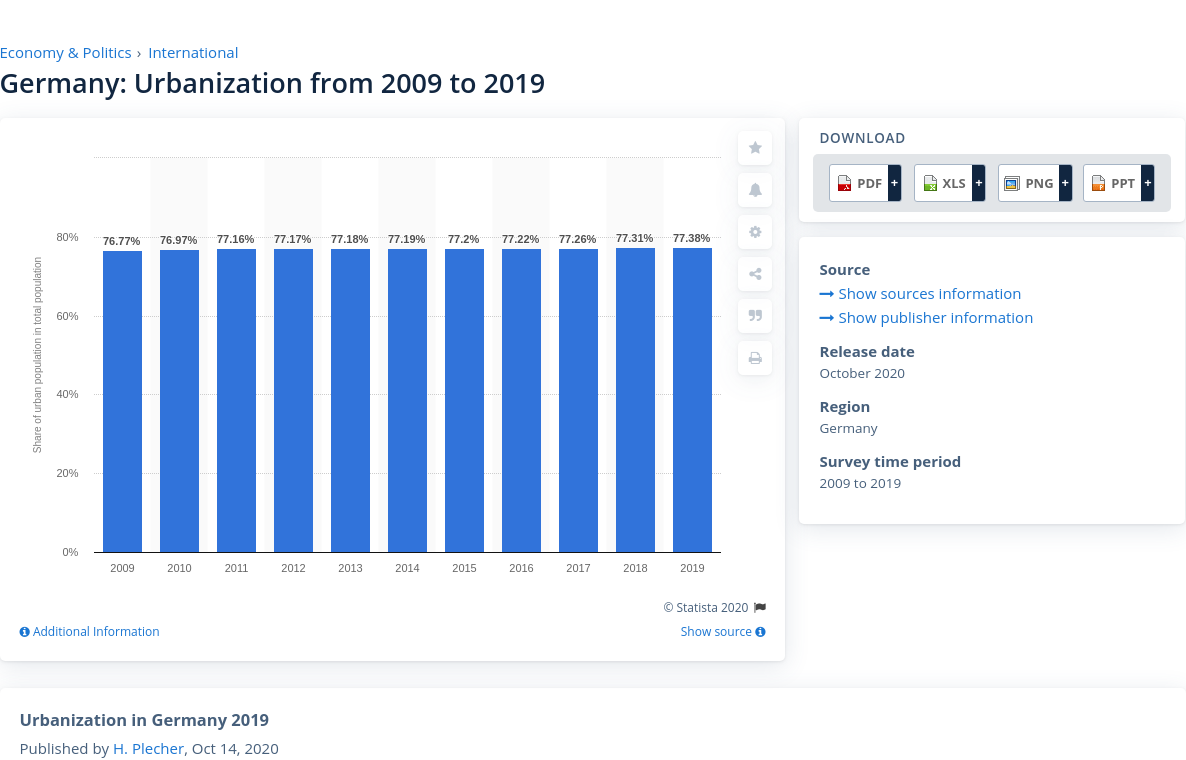 Economy & Politics › International
Germany: Urbanization from 2009 to 2019
Share of urban population in total population
80%
60%
40%
20%
0%
76.77% 76.97% 77.16% 77.17% 77.18% 77.19% 77.2% 77.22% 77.26% 77.31% 77.38%
2009 2010 2011 2012 2013 2014 2015 2016 2017 2018 2019
© Statista 2020
Additional Information
Show source
DOWNLOAD
PDF + XLS + PNG + PPT +
Source
Show sources information
Show publisher information
Release date
October 2020
Region
Germany
Survey time period
2009 to 2019
Urbanization in Germany 2019
Published by H. Plecher, Oct 14, 2020